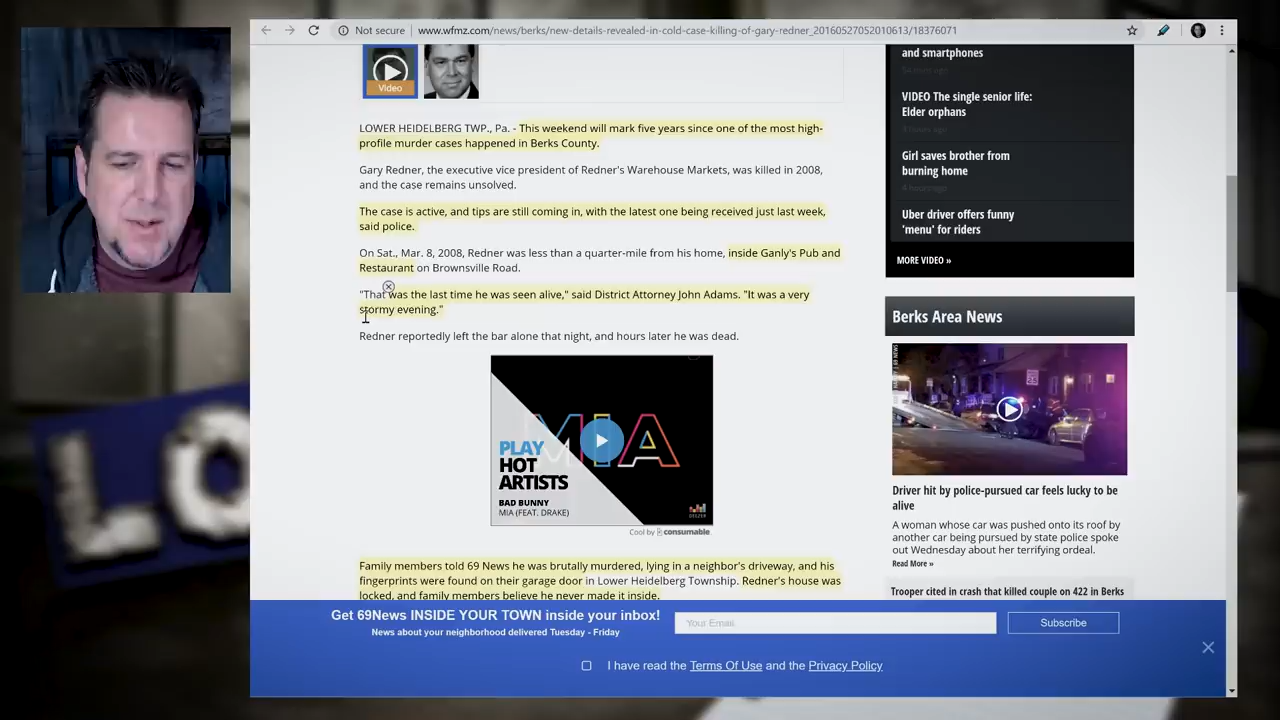 Not secure
www.wfmz.com/news/berks/new-details-revealed-in-cold-case-killing-of-gary-redner_20160527052010613/18376071
Video
LOWER HEIDELBERG TWP., Pa. - This weekend will mark five years since one of the most high-
profile murder cases happened in Berks County.
Gary Redner, the executive vice president of Redner's Warehouse Markets, was killed in 2008,
and the case remains unsolved.
The case is active, and tips are still coming in, with the latest one being received just last week,
said police.
On Sat., Mar. 8, 2008, Redner was less than a quarter-mile from his home, inside Ganly's Pub and
Restaurant on Brownsville Road.
"That was the last time he was seen alive," said District Attorney John Adams. "It was a very
stormy evening."
Redner reportedly left the bar alone that night, and hours later he was dead.
MIA
PLAY
HOT
ARTISTS
BAD BUNNY
MIA (FEAT. DRAKE)
DEEZER
Cool by consumable.
Family members told 69 News he was brutally murdered, lying in a neighbor's driveway, and his
fingerprints were found on their garage door in Lower Heidelberg Township. Redner's house was
locked, and family members believe he never made it inside.
and smartphones
VIDEO The single senior life:
Elder orphans
Girl saves brother from
burning home
4 hours ago
Uber driver offers funny
'menu' for riders
MORE VIDEO »
Berks Area News
Driver hit by police-pursued car feels lucky to be
alive
A woman whose car was pushed onto its roof by
another car being pursued by state police spoke
out Wednesday about her terrifying ordeal.
Read More »
Trooper cited in crash that killed couple on 422 in Berks
Get 69News INSIDE YOUR TOWN inside your inbox!
News about your neighborhood delivered Tuesday - Friday
Your Email
Subscribe
I have read the Terms Of Use and the Privacy Policy
LO